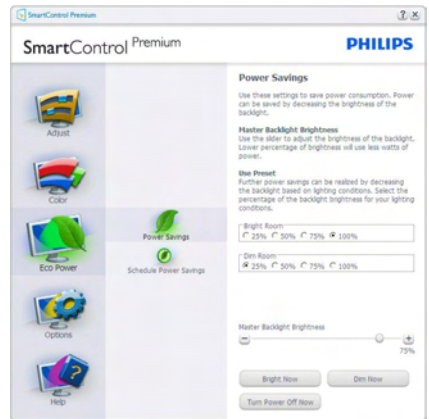 SmartControl Premium
SmartControl Premium
PHILIPS
Adjust
Color
Eco Power
Options
Help
Power Savings
Schedule Power Savings
Power Savings
Use these settings to save power consumption. Power
can be saved by decreasing the brightness of the
backlight.
Master Backlight Brightness
Use the slider to adjust the brightness of the backlight.
Lower percentage of brightness will use less watts of
power.
Use Preset
Further power savings can be realized by decreasing
the backlight based on lighting conditions. Select the
percentage of the backlight brightness for your lighting
conditions.
Bright Room
25% 50% 75% 100%
Dim Room
25% 50% 75% 100%
Master Backlight Brightness
75%
Bright Now
Dim Now
Turn Power Off Now